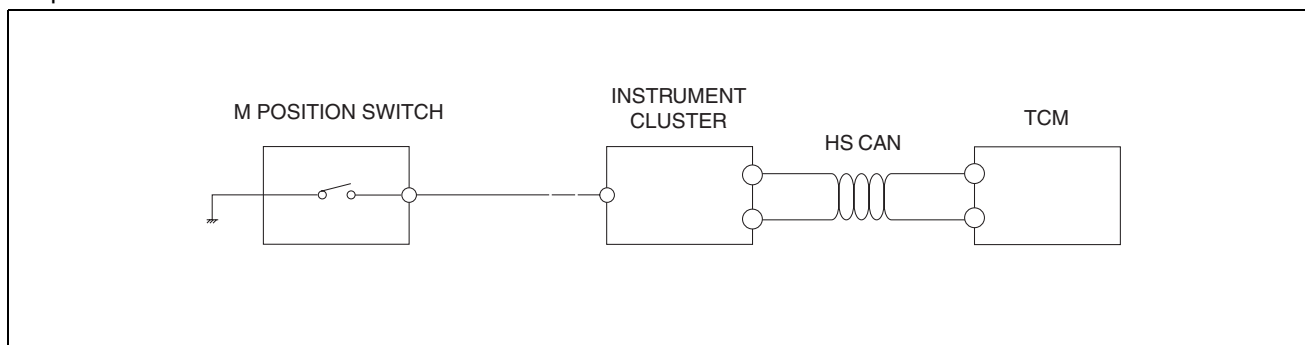 M POSITION SWITCH
INSTRUMENT
CLUSTER
HS CAN
TCM